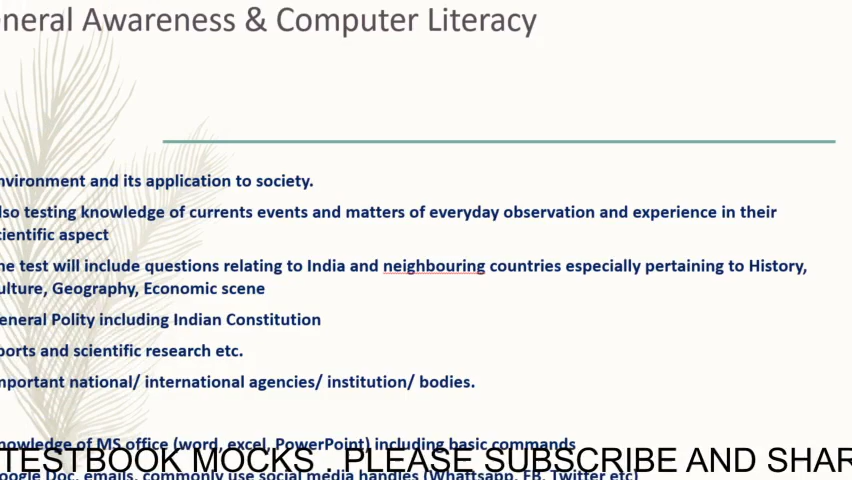 neral Awareness & Computer Literacy
nvironment and its application to society.
lso testing knowledge of currents events and matters of everyday observation and experience in their
cientific aspect
he test will include questions relating to India and neighbouring countries especially pertaining to History,
ulture, Geography, Economic scene
eneral Polity including Indian Constitution
ports and scientific research etc.
mportant national/ international agencies/ institution/ bodies.
nowledge of MS office (word, excel, PowerPoint) including basic commands
TESTBOOK MOCKS . PLEASE SUBSCRIBE AND SHAR
oogle Doc, emails, commonly use social media handles (Whattsapp, FB, Twitter etc)